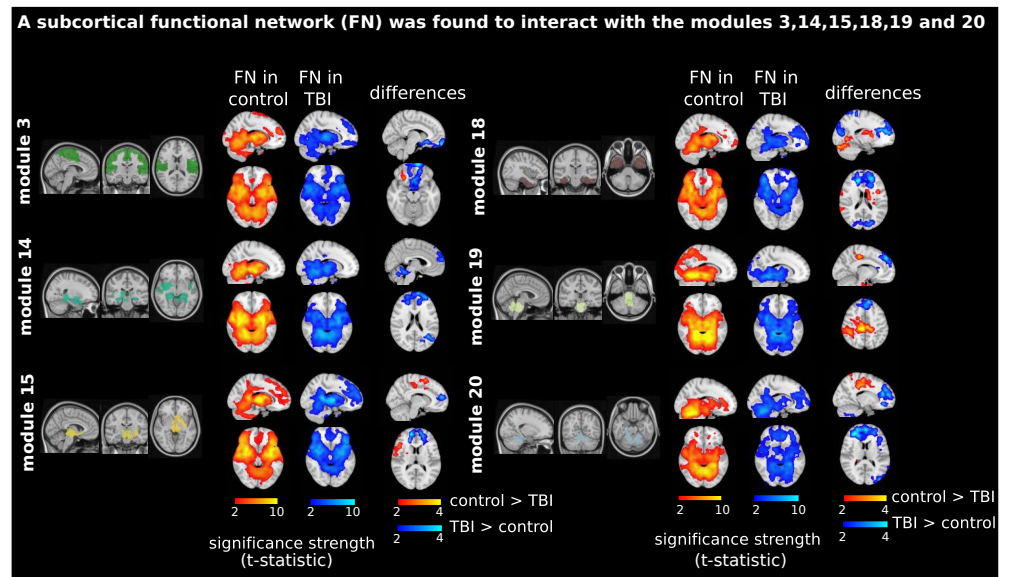 A subcortical functional network (FN) was found to interact with the modules 3,14,15,18,19 and 20
FN in control
FN in TBI
differences
module 3
module 14
module 15
2 10
2 10
2 4
control > TBI
2 4
TBI > control
significance strength
(t-statistic)
FN in control
FN in TBI
differences
module 18
module 19
module 20
2 10
2 10
2 4
control > TBI
2 4
TBI > control
significance strength
(t-statistic)